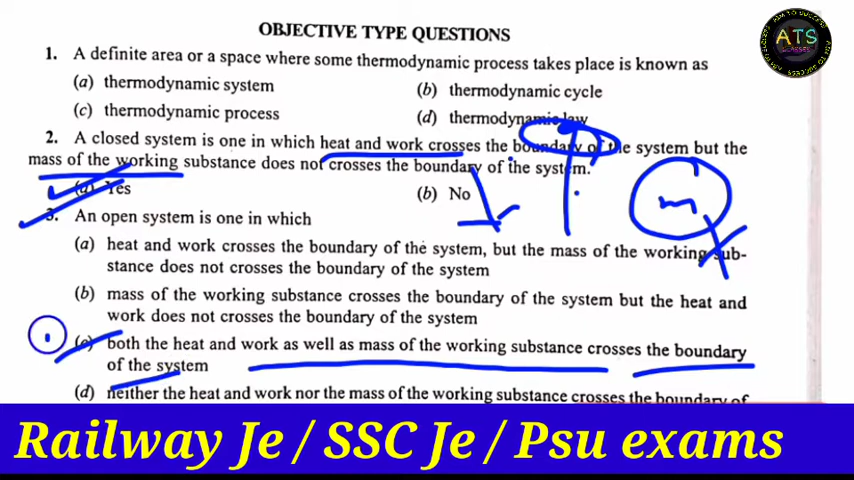 OBJECTIVE TYPE QUESTIONS
ATS
CLASSES
1. A definite area or a space where some thermodynamic process takes place is known as
(a) thermodynamic system (b) thermodynamic cycle
(c) thermodynamic process (d) thermodynamic law
2. A closed system is one in which heat and work crosses the boundary of the system but the
mass of the working substance does not crosses the boundary of the system.
(a) Yes (b) No
m
3. An open system is one in which
(a) heat and work crosses the boundary of the system, but the mass of the working sub-
stance does not crosses the boundary of the system
(b) mass of the working substance crosses the boundary of the system but the heat and
work does not crosses the boundary of the system
(c) both the heat and work as well as mass of the working substance crosses the boundary
of the system
(d) neither the heat and work nor the mass of the working substance crosses the boundary of
Railway Je / SSC Je / Psu exams